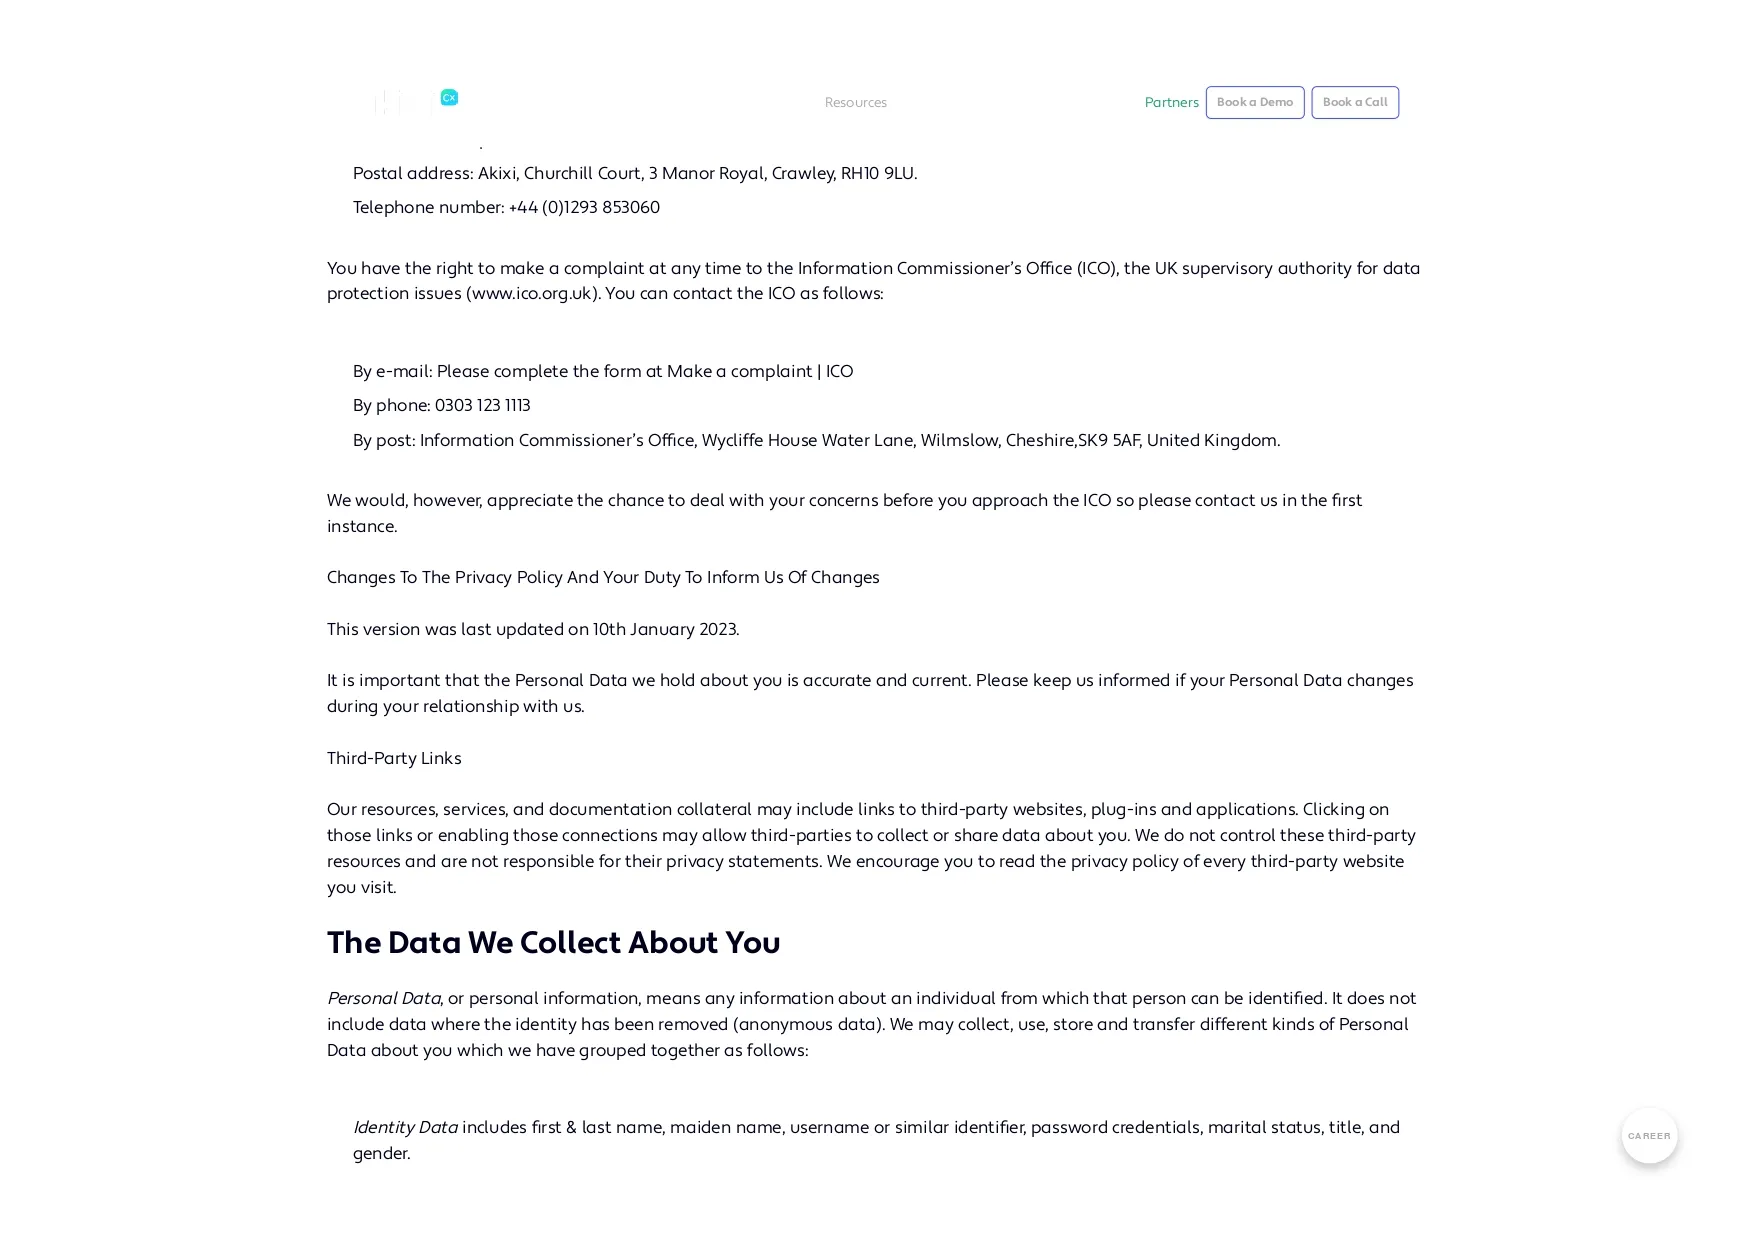 Cx
Resources
Partners
Book a Demo
Book a Call
Postal address: Akixi, Churchill Court, 3 Manor Royal, Crawley, RH10 9LU.
Telephone number: +44 (0)1293 853060
You have the right to make a complaint at any time to the Information Commissioner’s Office (ICO), the UK supervisory authority for data
protection issues (www.ico.org.uk). You can contact the ICO as follows:
By e-mail: Please complete the form at Make a complaint | ICO
By phone: 0303 123 1113
By post: Information Commissioner’s Office, Wycliffe House Water Lane, Wilmslow, Cheshire,SK9 5AF, United Kingdom.
We would, however, appreciate the chance to deal with your concerns before you approach the ICO so please contact us in the first
instance.
Changes To The Privacy Policy And Your Duty To Inform Us Of Changes
This version was last updated on 10th January 2023.
It is important that the Personal Data we hold about you is accurate and current. Please keep us informed if your Personal Data changes
during your relationship with us.
Third-Party Links
Our resources, services, and documentation collateral may include links to third-party websites, plug-ins and applications. Clicking on
those links or enabling those connections may allow third-parties to collect or share data about you. We do not control these third-party
resources and are not responsible for their privacy statements. We encourage you to read the privacy policy of every third-party website
you visit.
The Data We Collect About You
Personal Data, or personal information, means any information about an individual from which that person can be identified. It does not
include data where the identity has been removed (anonymous data). We may collect, use, store and transfer different kinds of Personal
Data about you which we have grouped together as follows:
Identity Data includes first & last name, maiden name, username or similar identifier, password credentials, marital status, title, and
gender.
CAREER